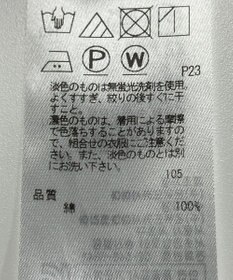 P
W
P23
淡色のものは無蛍光洗剤を使用。
よくすすぎ、絞りの後すぐに干
すこと。
濃色のものは、着用による摩擦
で色落ちすることがありますの
で、組合せの衣服にご注意くだ
さい。また、淡色のものとは別
にお洗い下さい。
105
品質
綿 100%